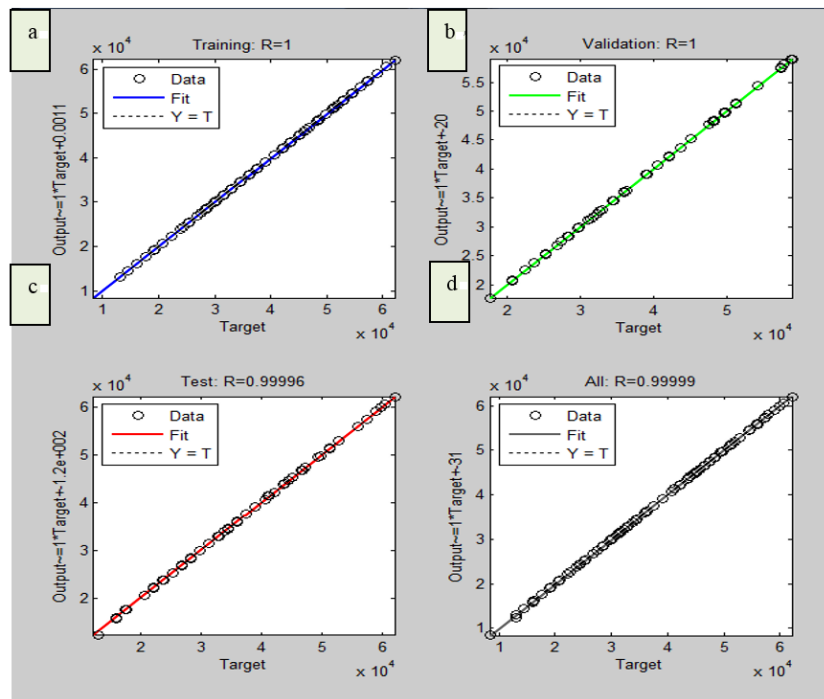 a
× 10^4
Training: R=1
Data
Fit
Y = T
Output~=1*Target+0.0011
6
5
4
3
2
1
1
2
3
4
5
6
Target
× 10^4
b
× 10^4
Validation: R=1
Data
Fit
Y = T
Output~=1*Target+-20
5.5
5
4.5
4
3.5
3
2.5
2
2
3
4
5
Target
× 10^4
c
× 10^4
Test: R=0.99996
Data
Fit
Y = T
Output~=1*Target+-1.2e+002
6
5
4
3
2
2
3
4
5
6
Target
× 10^4
d
× 10^4
All: R=0.99999
Data
Fit
Y = T
Output~=1*Target+-31
6
5
4
3
2
1
1
2
3
4
5
6
Target
× 10^4